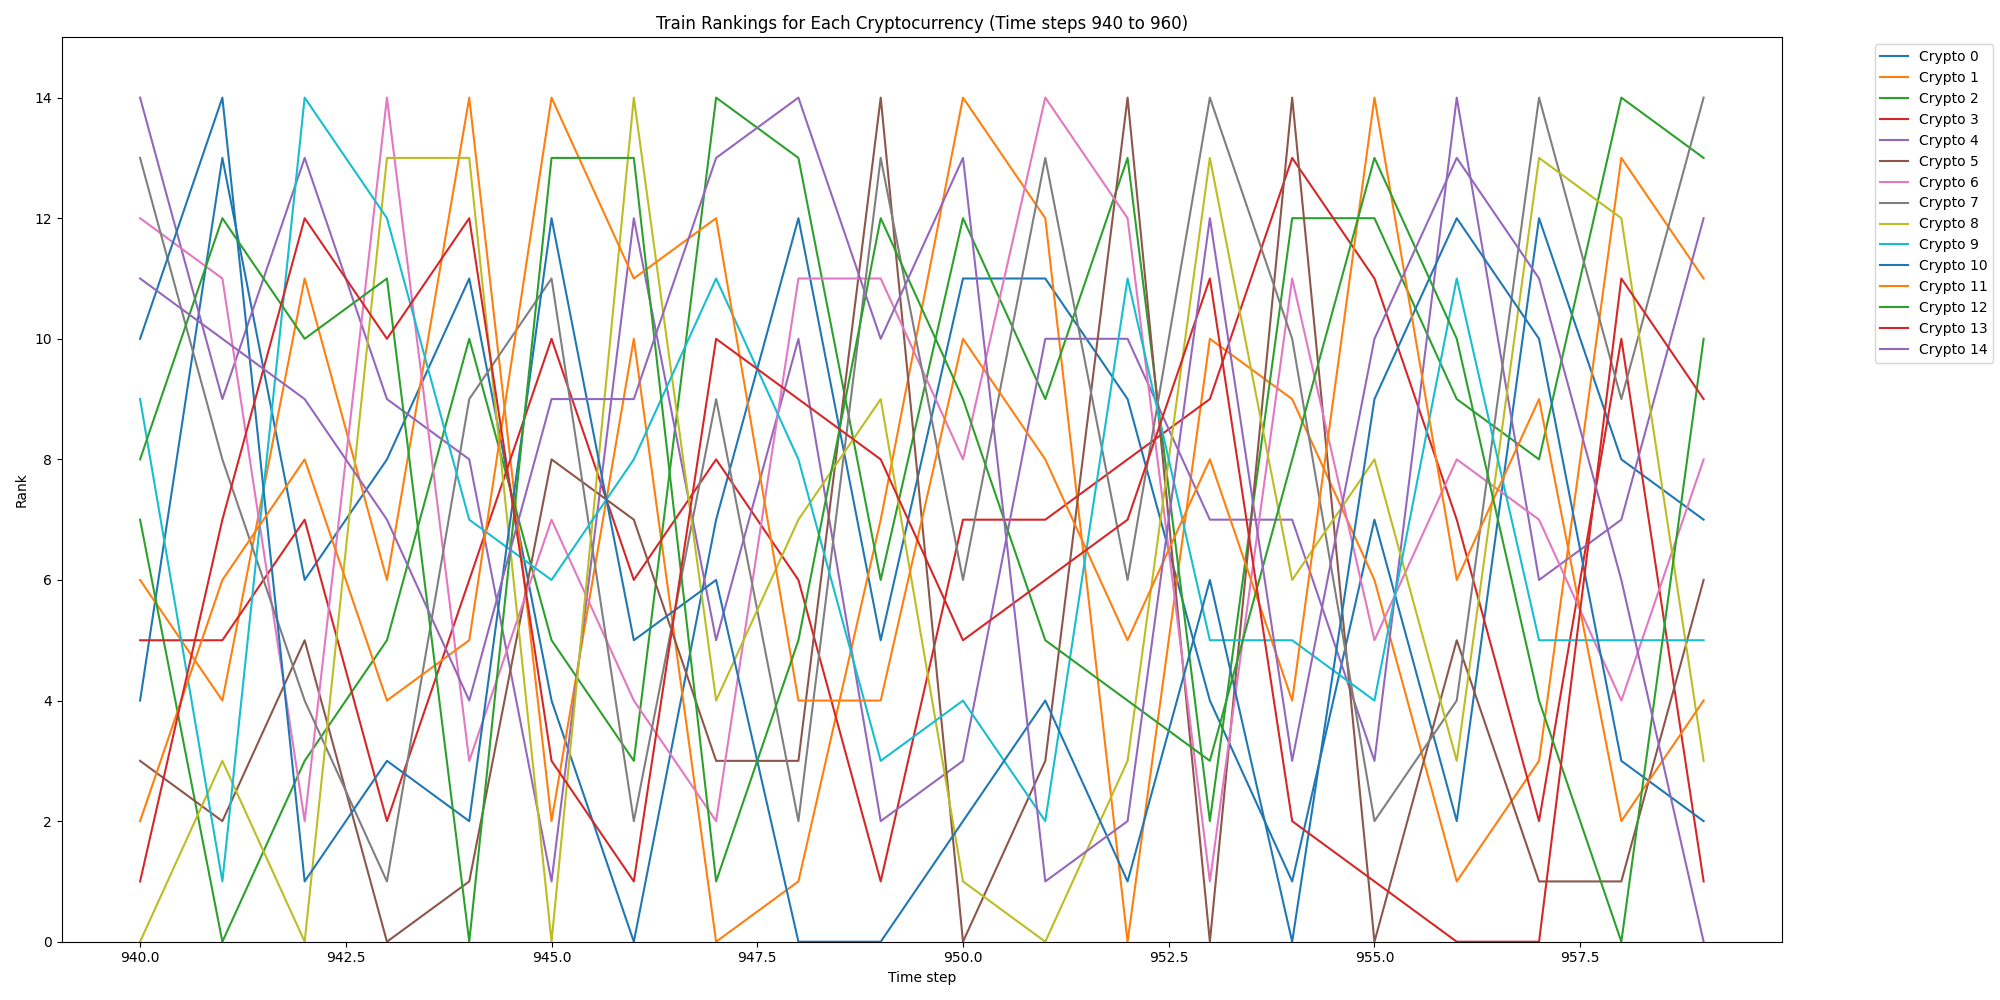 Train Rankings for Each Cryptocurrency (Time steps 940 to 960)
Rank
14
12
10
8
6
4
2
0
940.0
942.5
945.0
947.5
950.0
952.5
955.0
957.5
Time step
Crypto 0
Crypto 1
Crypto 2
Crypto 3
Crypto 4
Crypto 5
Crypto 6
Crypto 7
Crypto 8
Crypto 9
Crypto 10
Crypto 11
Crypto 12
Crypto 13
Crypto 14